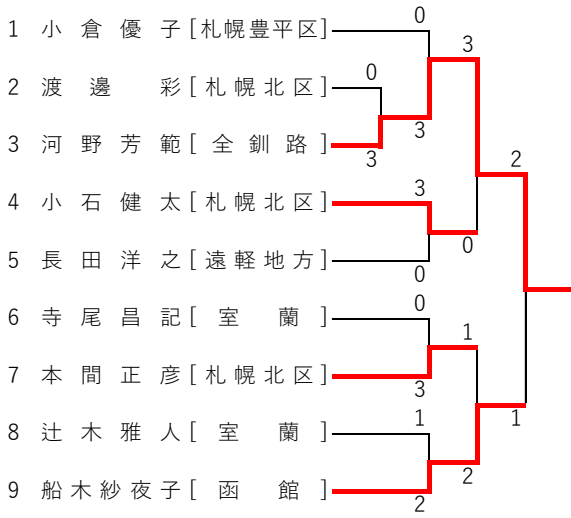 0
1 小倉優子[札幌豊平区]
3
0
2 渡邊 彩[札幌北区]
3
3 河野芳範[全釧路]
3
2
3
4 小石健太[札幌北区]
0
5 長田洋之[遠軽地方]
0
0
6 寺尾昌記[室蘭]
1
7 本間正彦[札幌北区]
3
1
1
8 辻木雅人[室蘭]
2
9 船木紗夜子[函館]
2